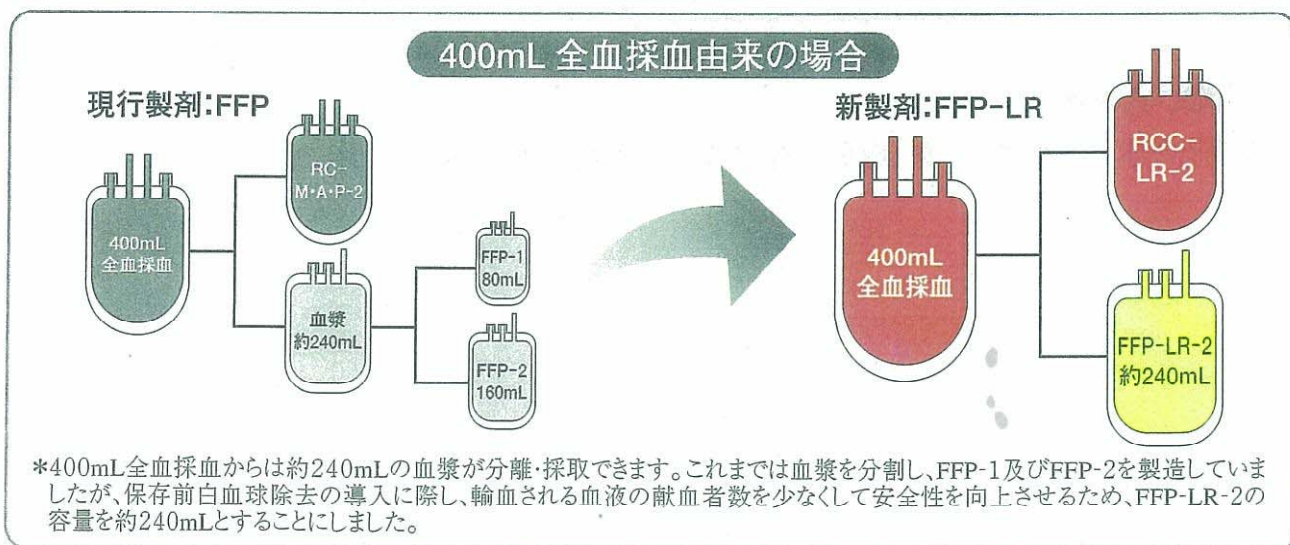 400mL 全血採血由来の場合
現行製剤:FFP
400mL
全血採血
RC-
M・A・P-2
血漿
約240mL
FFP-1
80mL
FFP-2
160mL
新製剤:FFP-LR
400mL
全血採血
RCC-
LR-2
FFP-LR-2
約240mL
*400mL全血採血からは約240mLの血漿が分離・採取できます。これまでは血漿を分割し、FFP-1及びFFP-2を製造していま
したが、保存前白血球除去の導入に際し、輸血される血液の献血者数を少なくして安全性を向上させるため、FFP-LR-2の
容量を約240mLとすることにしました。